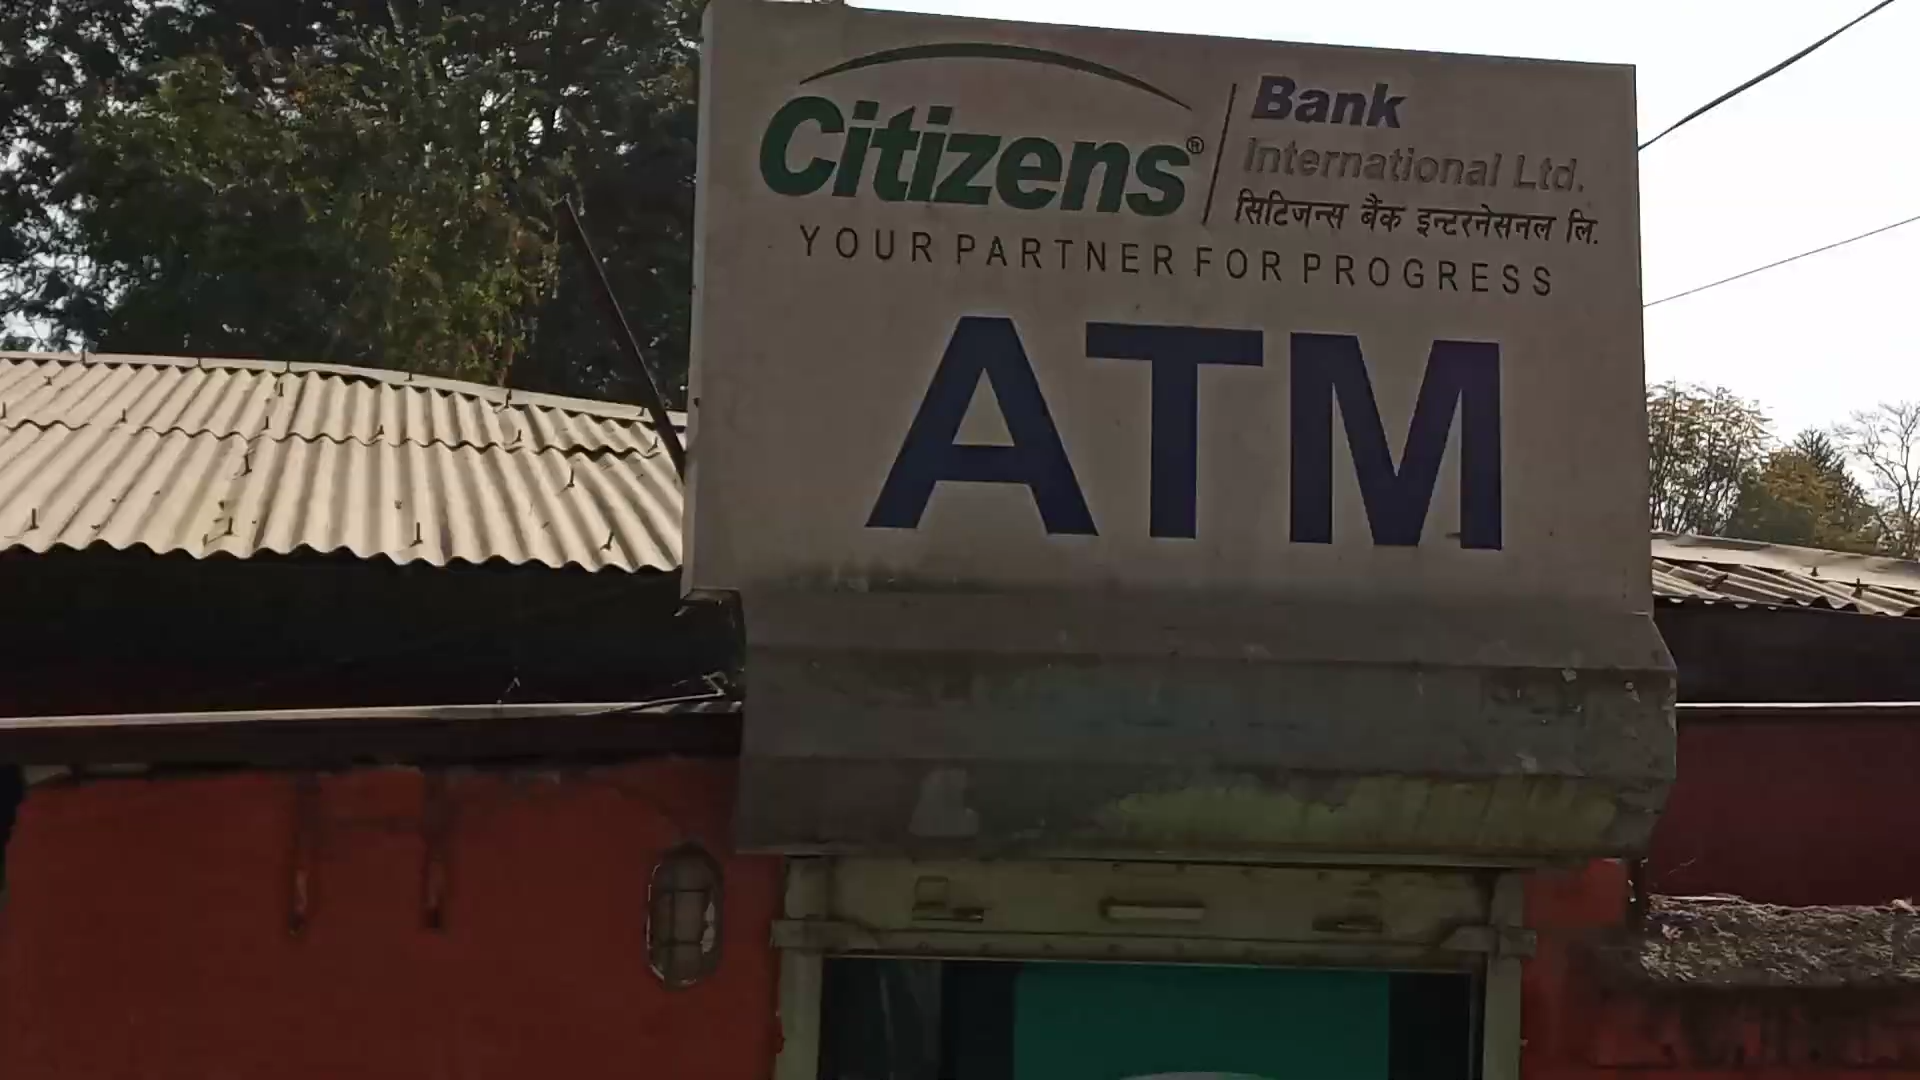 Citizens®
Bank
International Ltd.
सिटिजन्स बैंक इन्टरनेसनल लि.
YOUR PARTNER FOR PROGRESS
ATM